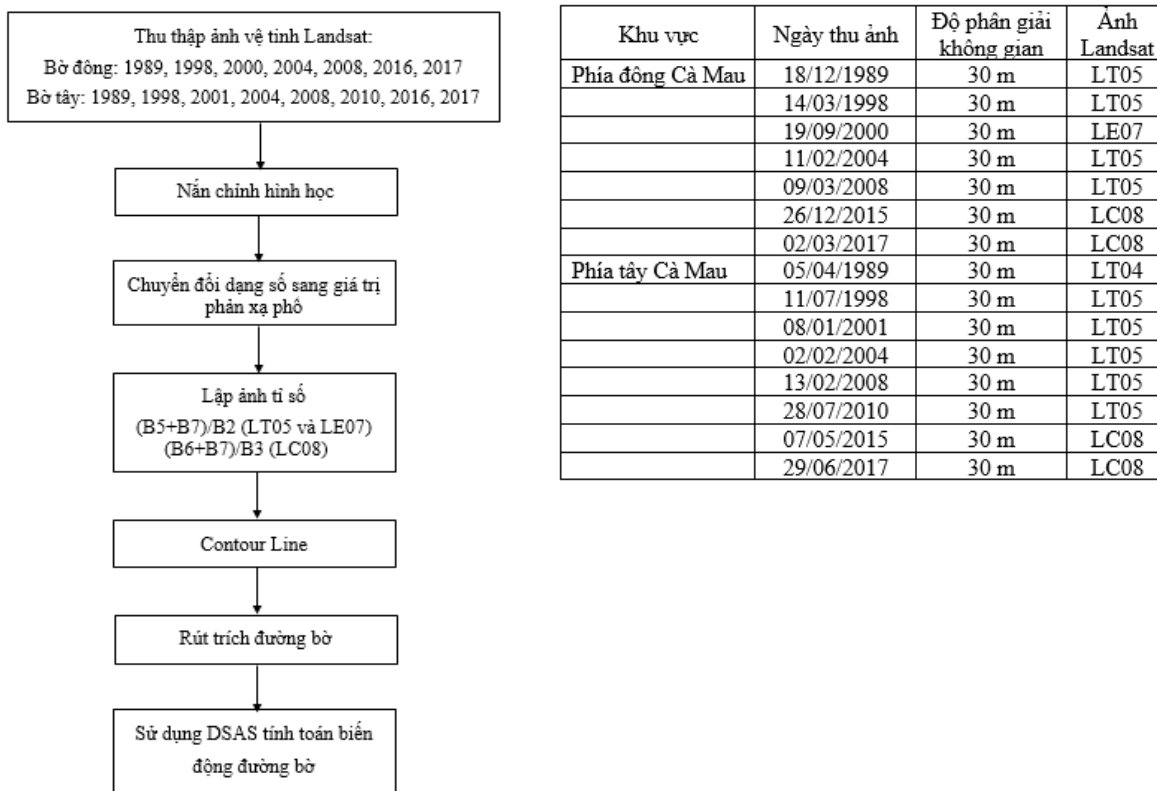 Thu thập ảnh vệ tinh Landsat:
Bờ đông: 1989, 1998, 2000, 2004, 2008, 2016, 2017
Bờ tây: 1989, 1998, 2001, 2004, 2008, 2010, 2016, 2017
Nắn chỉnh hình học
Chuyển đổi dạng số sang giá trị
phản xạ phổ
Lập ảnh tỉ số
(B5+B7)/B2 (LT05 và LE07)
(B6+B7)/B3 (LC08)
Contour Line
Rút trích đường bờ
Sử dụng DSAS tính toán biến
động đường bờ
Khu vực Ngày thu ảnh Độ phân giải không gian Ảnh Landsat
Phía đông Cà Mau 18/12/1989 30 m LT05
14/03/1998 30 m LT05
19/09/2000 30 m LE07
11/02/2004 30 m LT05
09/03/2008 30 m LT05
26/12/2015 30 m LC08
02/03/2017 30 m LC08
Phía tây Cà Mau 05/04/1989 30 m LT04
11/07/1998 30 m LT05
08/01/2001 30 m LT05
02/02/2004 30 m LT05
13/02/2008 30 m LT05
28/07/2010 30 m LT05
07/05/2015 30 m LC08
29/06/2017 30 m LC08